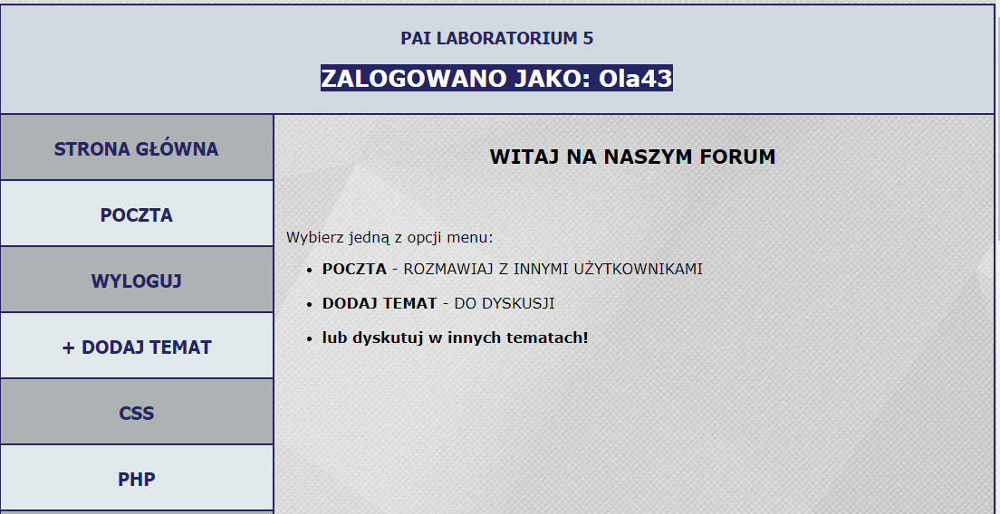 PAI LABORATORIUM 5
ZALOGOWANO JAKO: Ola43
STRONA GŁÓWNA
POCZTA
WYLOGUJ
+ DODAJ TEMAT
CSS
PHP
WITAJ NA NASZYM FORUM
Wybierz jedną z opcji menu:
• POCZTA - ROZMAWIAJ Z INNYMI UŻYTKOWNIKAMI
• DODAJ TEMAT - DO DYSKUSJI
• lub dyskutuj w innych tematach!